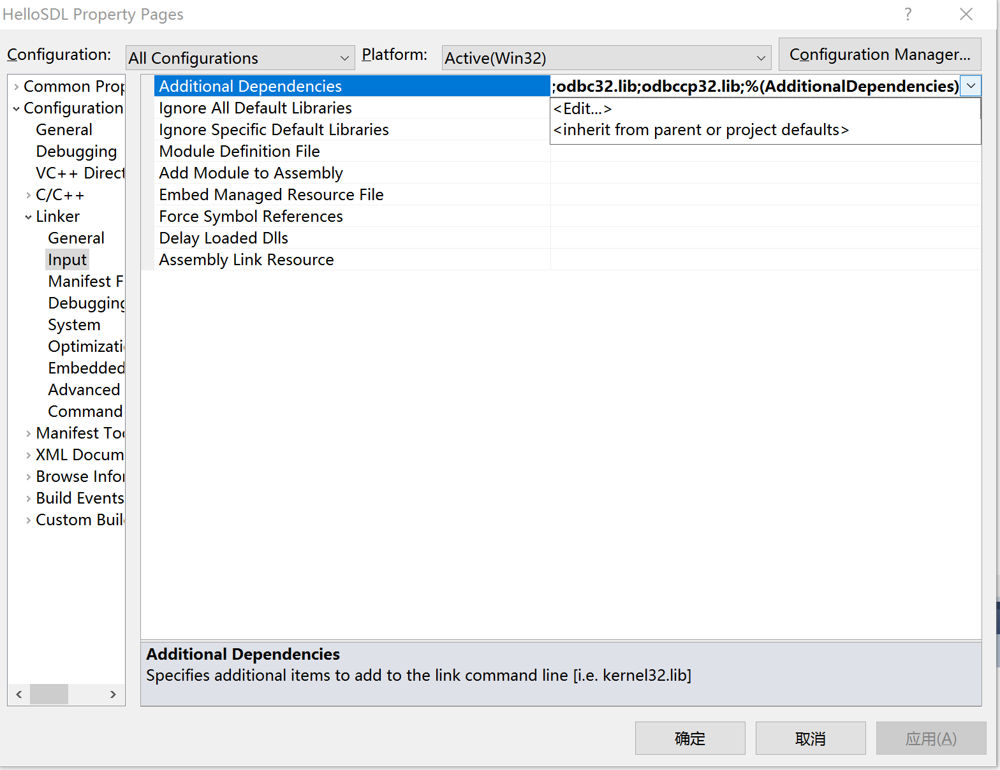 HelloSDL Property Pages
?
Configuration: All Configurations Platform: Active(Win32) Configuration Manager...
Common Prop
Configuration
General
Debugging
VC++ Direct
C/C++
Linker
General
Input
Manifest F
Debugging
System
Optimizati
Embedded
Advanced
Command
Manifest Too
XML Docum
Browse Infor
Build Events
Custom Buil
Additional Dependencies ;odbc32.lib;odbccp32.lib;%(AdditionalDependencies)
Ignore All Default Libraries <Edit...>
Ignore Specific Default Libraries <inherit from parent or project defaults>
Module Definition File
Add Module to Assembly
Embed Managed Resource File
Force Symbol References
Delay Loaded Dlls
Assembly Link Resource
Additional Dependencies
Specifies additional items to add to the link command line [i.e. kernel32.lib]
确定 取消 应用(A)